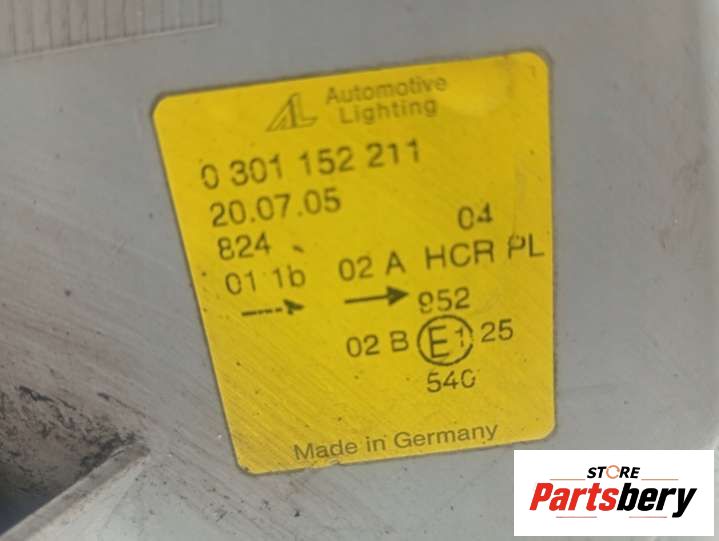 AL Automotive
Lighting
0 301 152 211
20.07.05
824
04
01 1b 02 A HCR PL
952
02 B E1 25
540
Made in Germany
STORE
Partsbery